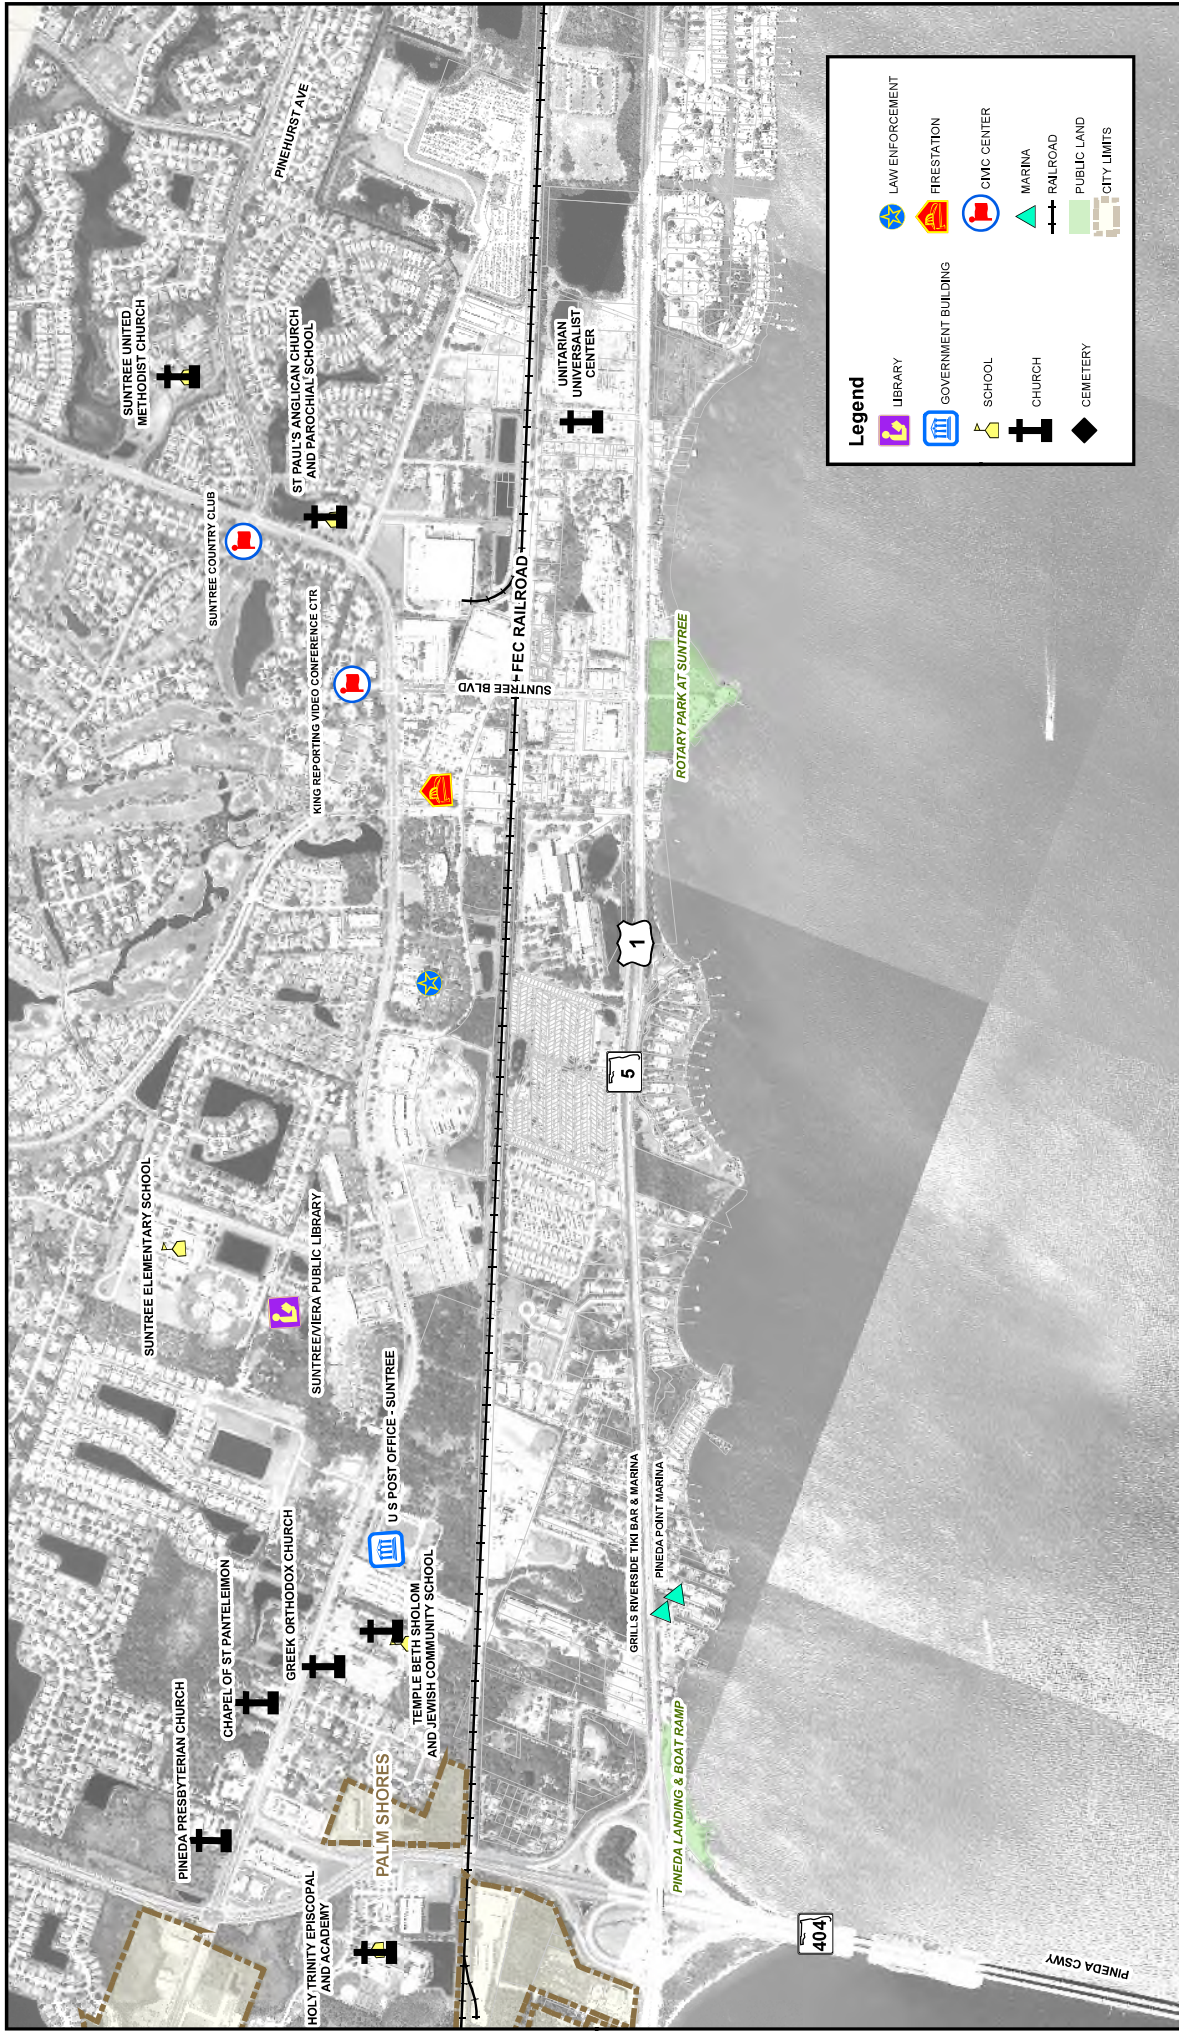 PINEHURST AVE
SUNTREE UNITED
METHODIST CHURCH
ST PAUL'S ANGLICAN CHURCH
AND PAROCHIAL SCHOOL
UNITARIAN
UNIVERSALIST
CENTER
SUNTREE COUNTRY CLUB
KING REPORTING VIDEO CONFERENCE CTR
FEC RAILROAD
SUNTREE BLVD
ROTARY PARK AT SUNTREE
1
5
SUNTREE ELEMENTARY SCHOOL
SUNTREE/VIERA PUBLIC LIBRARY
U S POST OFFICE - SUNTREE
GRILLS RIVERSIDE TIKI BAR & MARINA
PINEDA POINT MARINA
GREEK ORTHODOX CHURCH
CHAPEL OF ST PANTELEIMON
TEMPLE BETH SHOLOM
AND JEWISH COMMUNITY SCHOOL
PINEDA PRESBYTERIAN CHURCH
PALM SHORES
PINEDA LANDING & BOAT RAMP
HOLY TRINITY EPISCOPAL
AND ACADEMY
404
PINEDA CSWY
Legend
LIBRARY
GOVERNMENT BUILDING
SCHOOL
CHURCH
CEMETERY
LAW ENFORCEMENT
FIRESTATION
CIVIC CENTER
MARINA
RAILROAD
PUBLIC LAND
CITY LIMITS